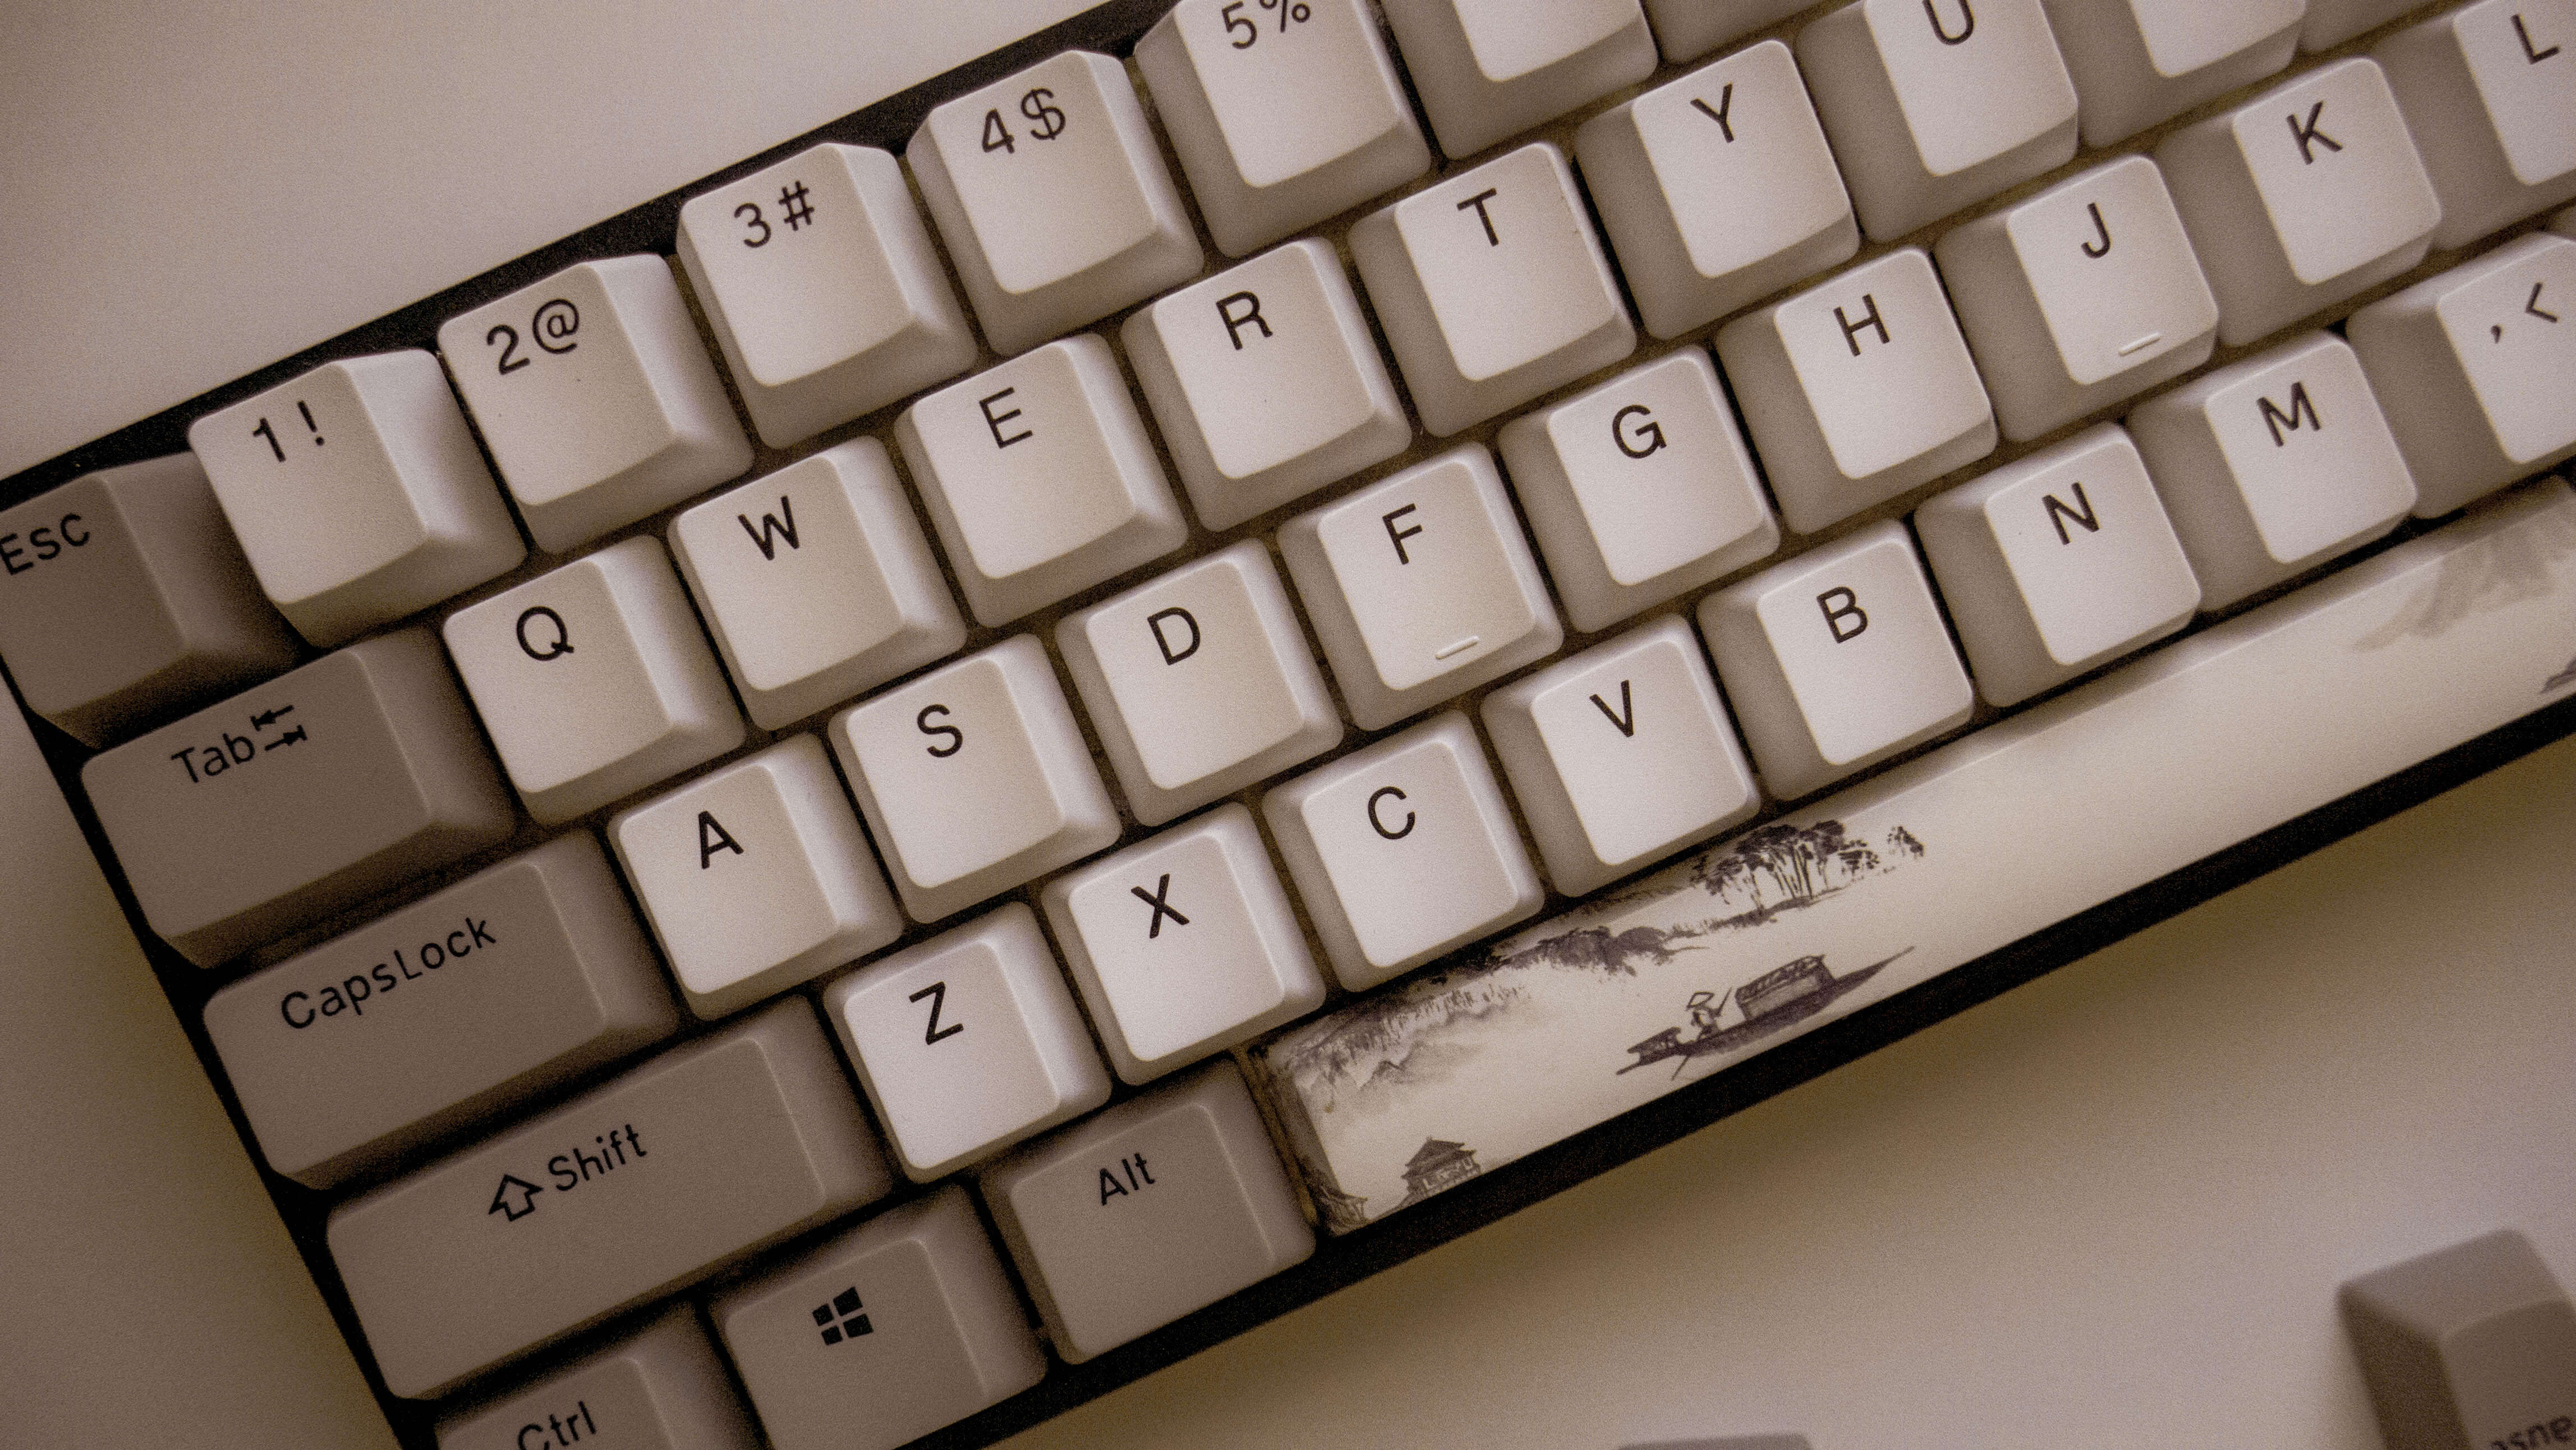 Esc 1! 2@ 3# 4$ 5%
Tab Q W E R T Y U
CapsLock A S D F G H J K L
Shift Z X C V B N M ,<
Ctrl Alt